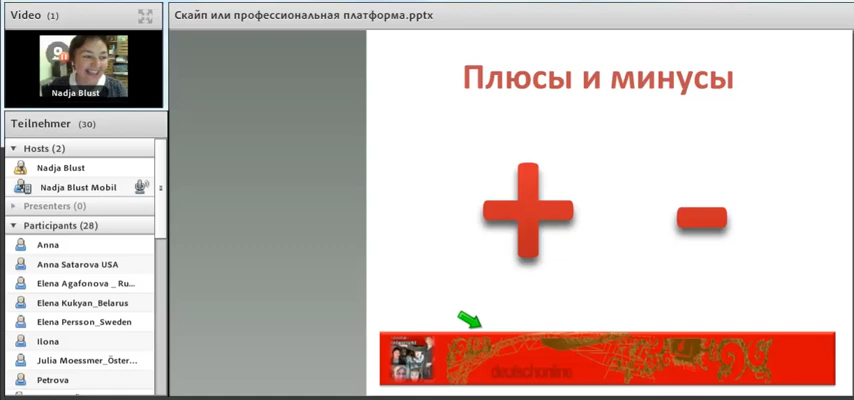 Video (1)
Nadja Blust
Teilnehmer (30)
Hosts (2)
Nadja Blust
Nadja Blust Mobil
Presenters (0)
Participants (28)
Anna
Anna Satarova USA
Elena Agafonova _ Ru...
Elena Kukyan_Belarus
Elena Persson_Sweden
Ilona
Julia Moessmer_Öster...
Petrova
Скайп или профессиональная платформа.pptx
Плюсы и минусы
+ -
deutschonline